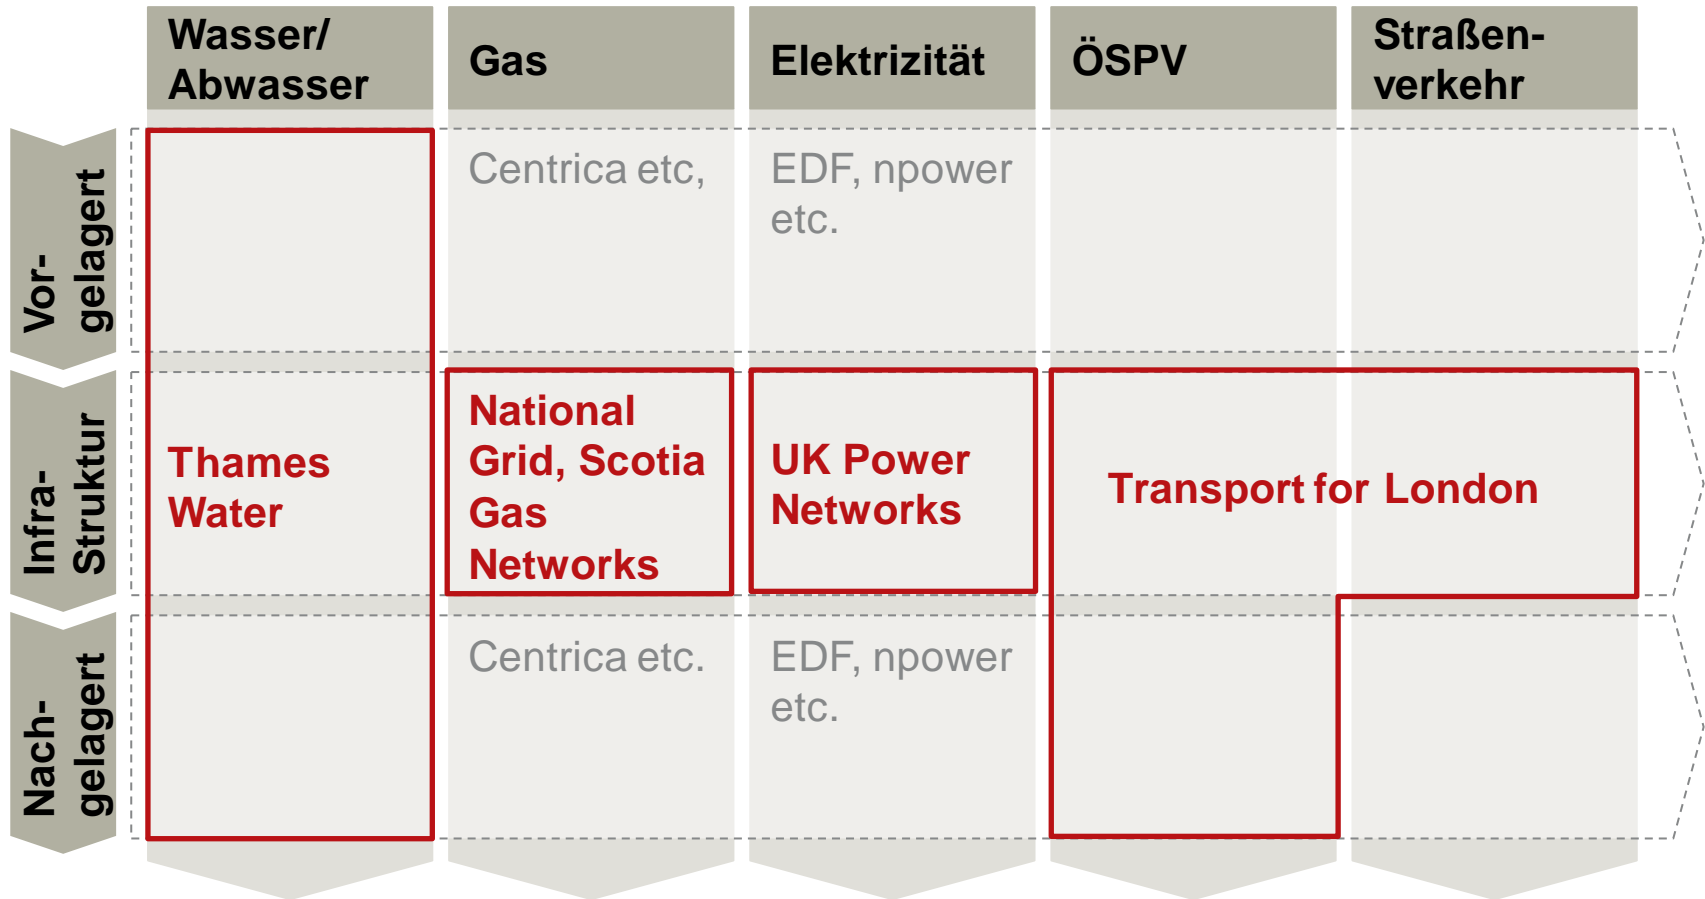 Wasser/
Abwasser
Gas
Elektrizität
ÖSPV
Straßen-
verkehr
Vor-
gelagert
Centrica etc,
EDF, npower
etc.
Infra-
Struktur
Thames
Water
National
Grid, Scotia
Gas
Networks
UK Power
Networks
Transport for London
Nach-
gelagert
Centrica etc.
EDF, npower
etc.